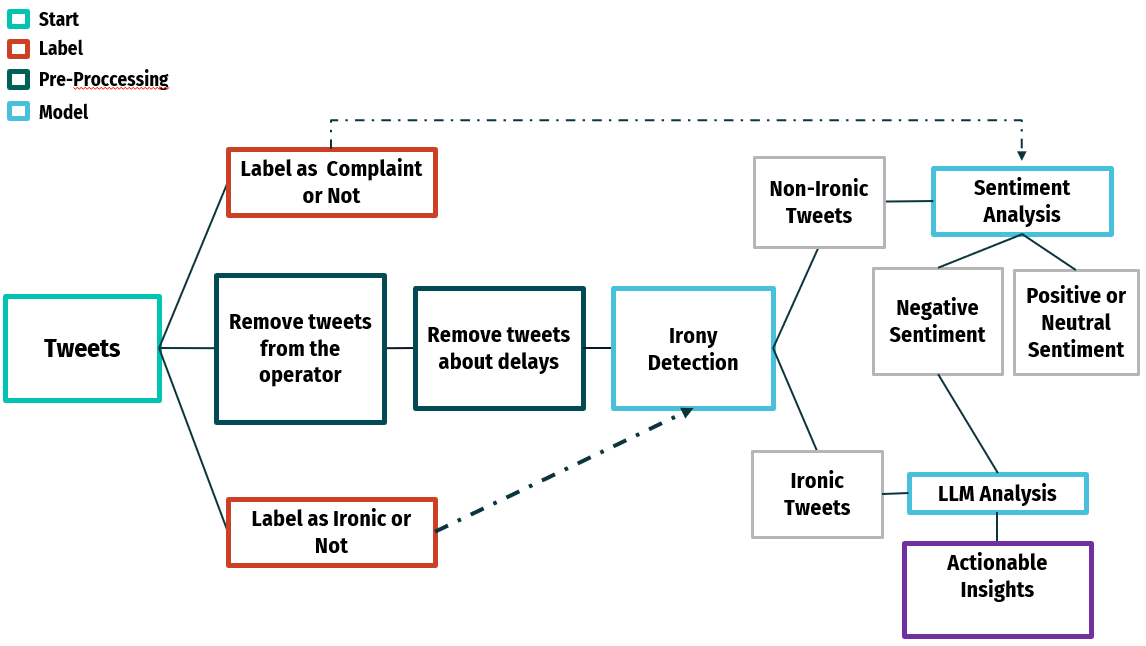 Start
Label
Pre-Proccessing
Model
Label as Complaint
or Not
Non-Ironic
Tweets
Sentiment
Analysis
Tweets
Remove tweets
from the
operator
Remove tweets
about delays
Irony
Detection
Negative
Sentiment
Positive or
Neutral
Sentiment
Label as Ironic or
Not
Ironic
Tweets
LLM Analysis
Actionable
Insights